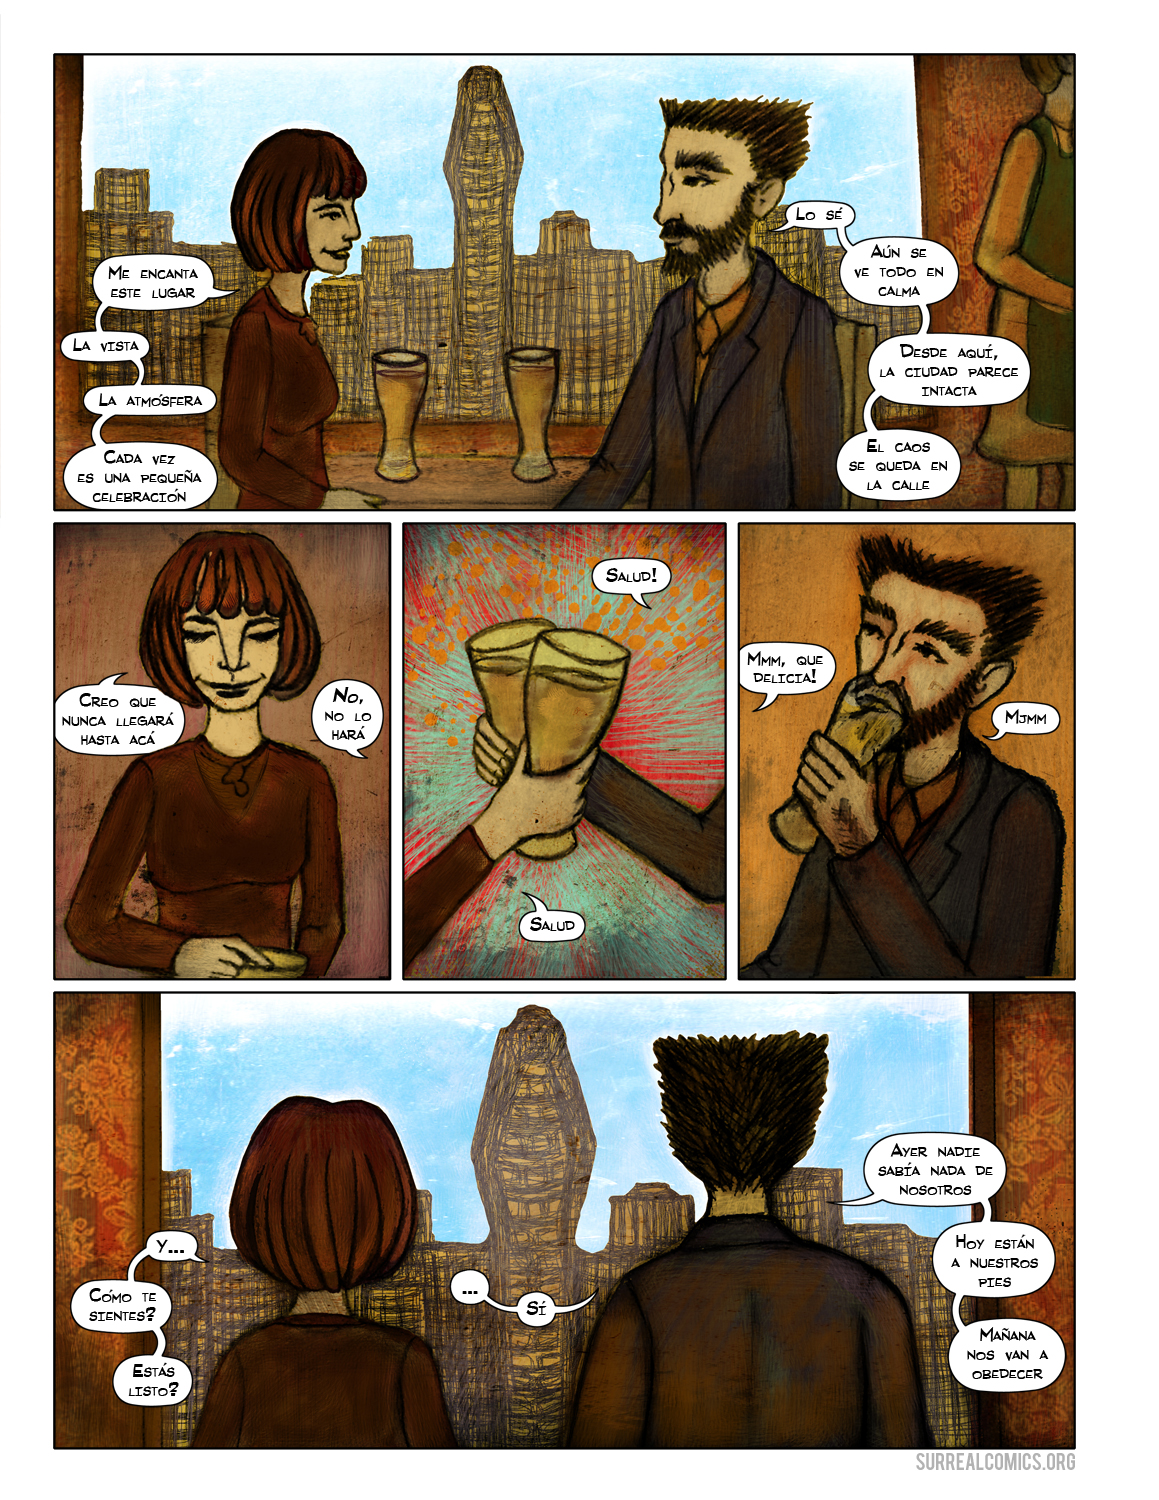 Me encanta
este lugar
La vista
La atmósfera
Cada vez
es una pequeña
celebración
Lo sé
Aún se
ve todo en
calma
Desde aquí,
la ciudad parece
intacta
El caos
se queda en
la calle
Creo que
nunca llegará
hasta acá
No,
no lo
hará
Salud!
Salud
Mmm, que
delicia!
Mjmm
Y...
Cómo te
sientes?
Estás
listo?
...
Sí
Ayer nadie
sabía nada de
nosotros
Hoy están
a nuestros
pies
Mañana
nos van a
obedecer
SURREALCOMICS.ORG